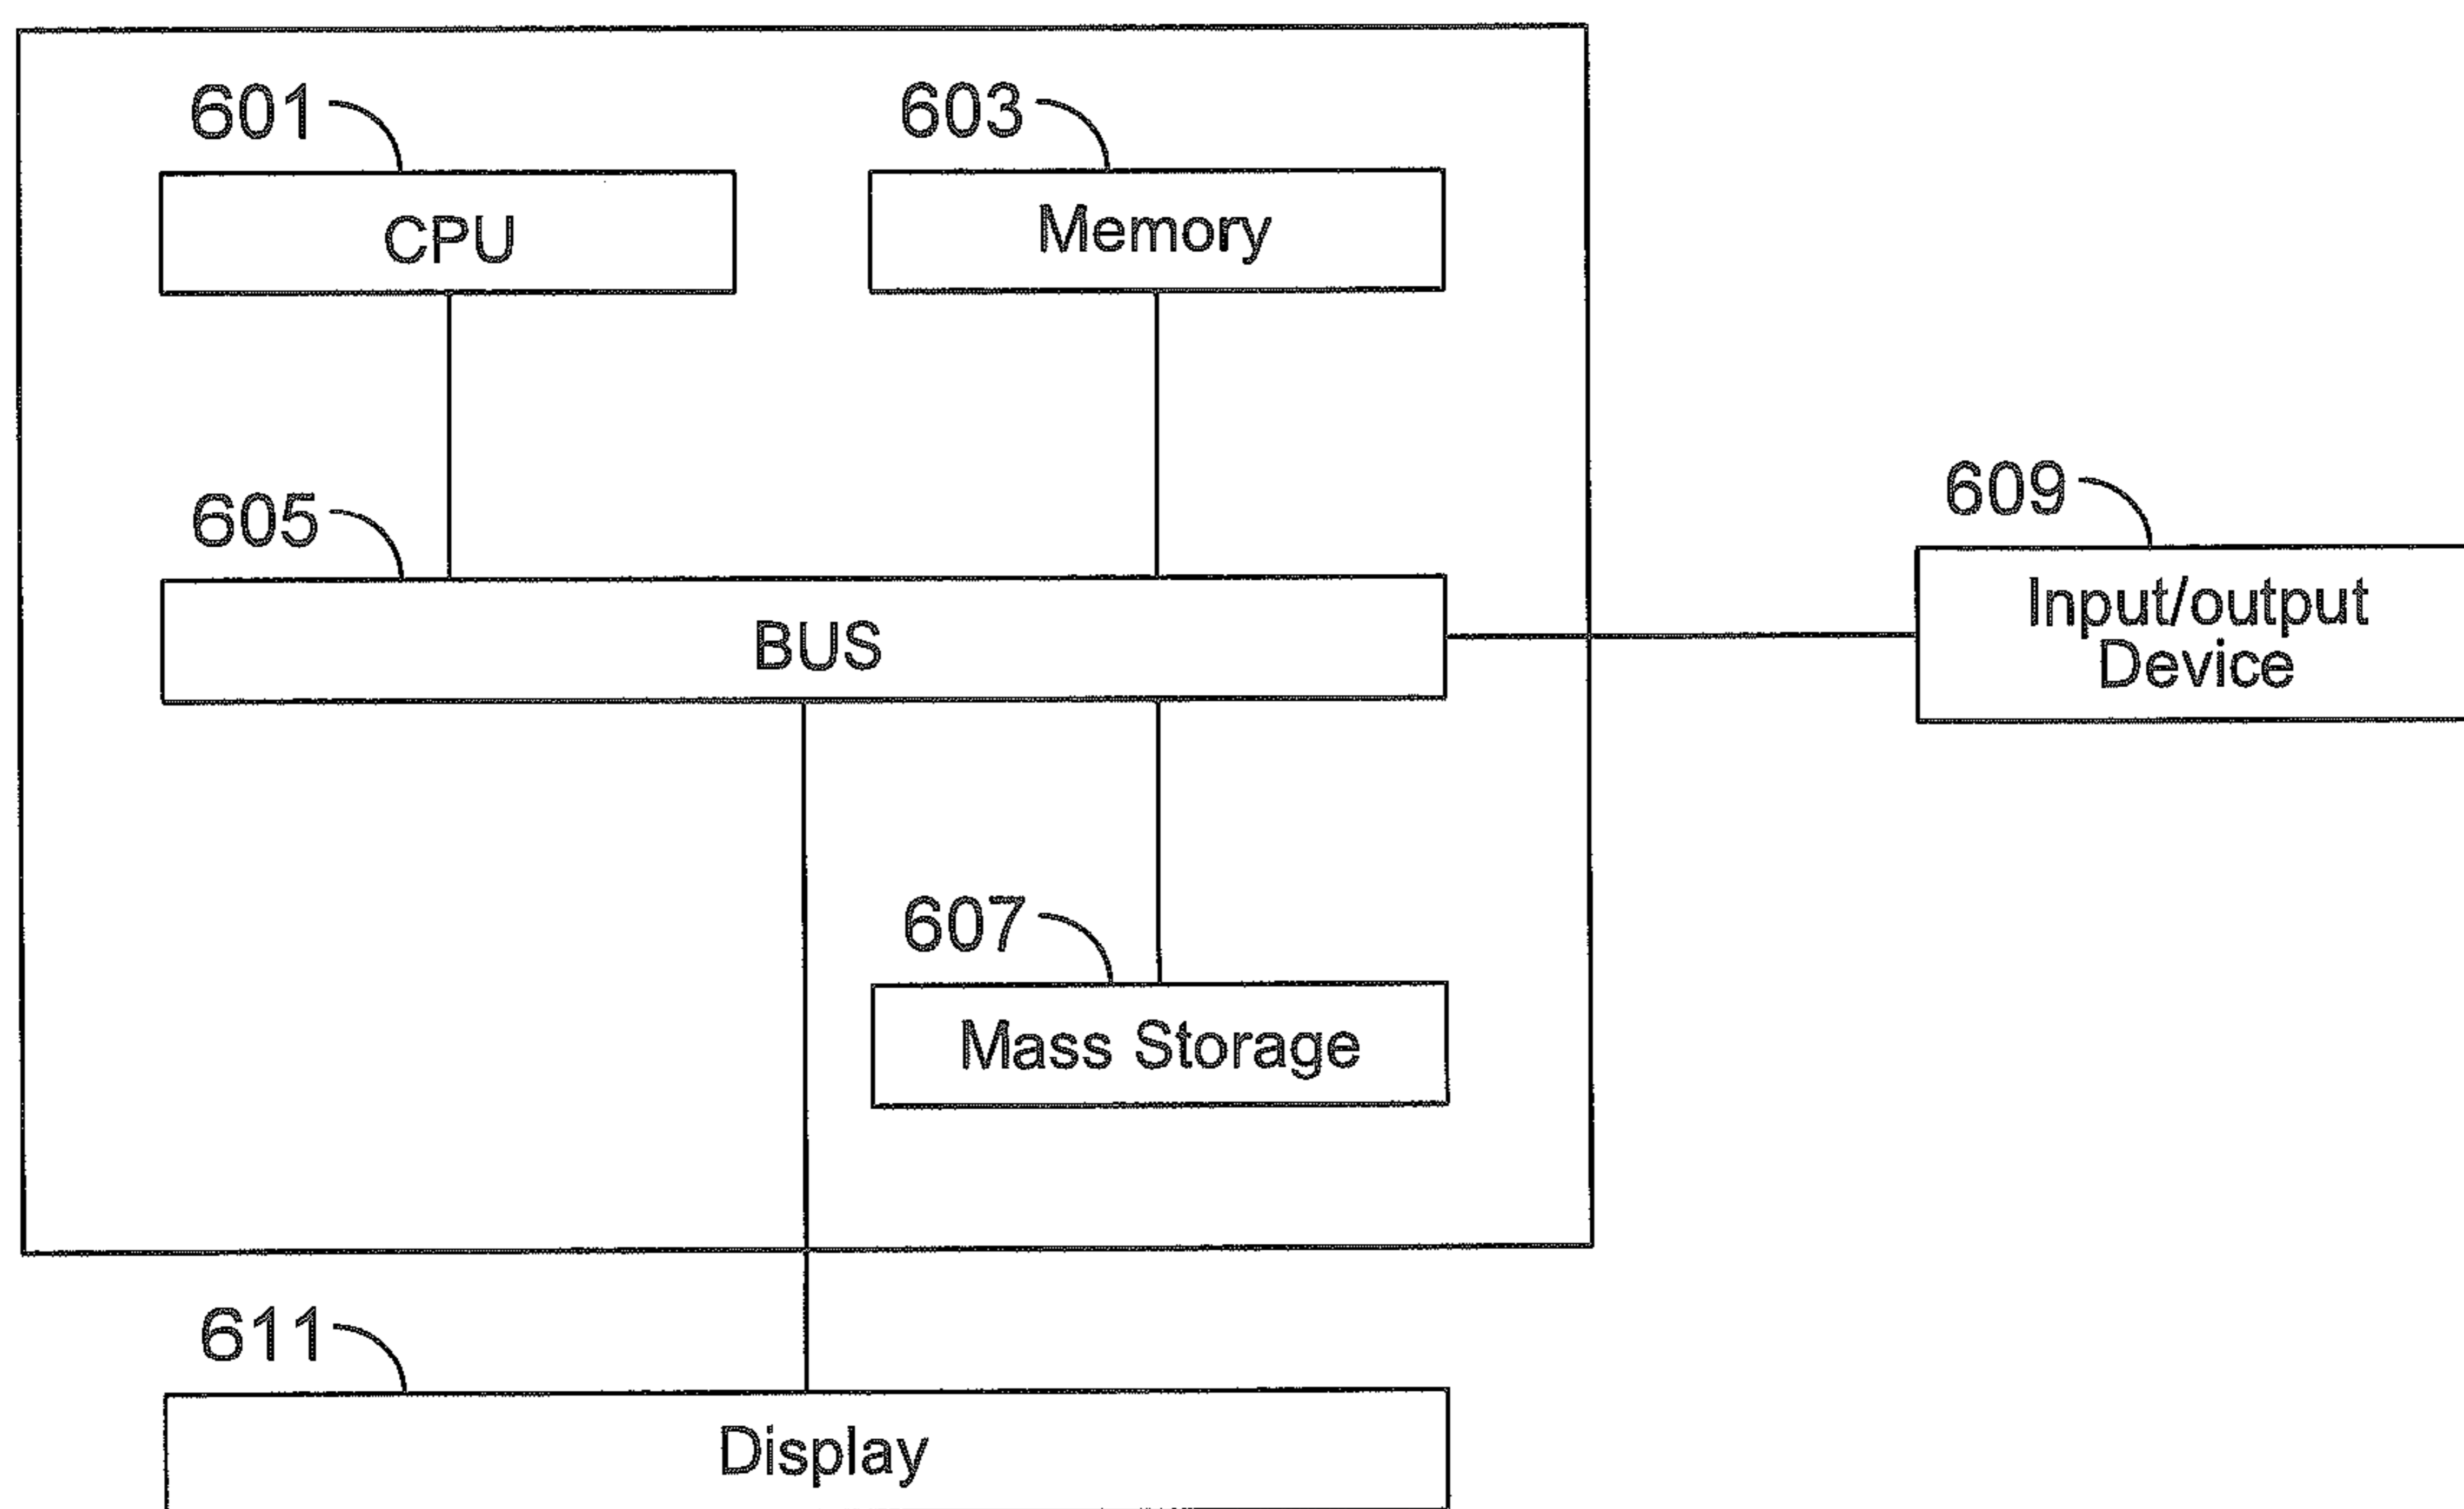 601
603
CPU
Memory
605
609
BUS
Input/output
Device
607
Mass Storage
611
Display